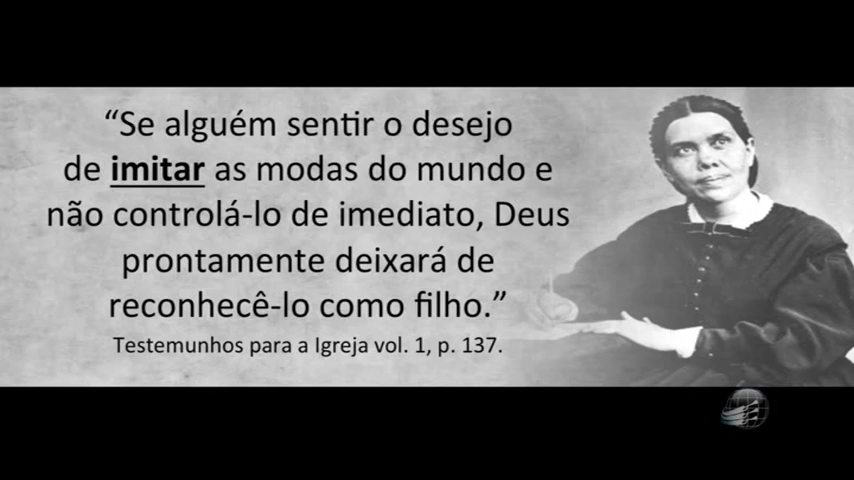 “Se alguém sentir o desejo
de imitar as modas do mundo e
não controlá-lo de imediato, Deus
prontamente deixará de
reconhecê-lo como filho.”
Testemunhos para a Igreja vol. 1, p. 137.